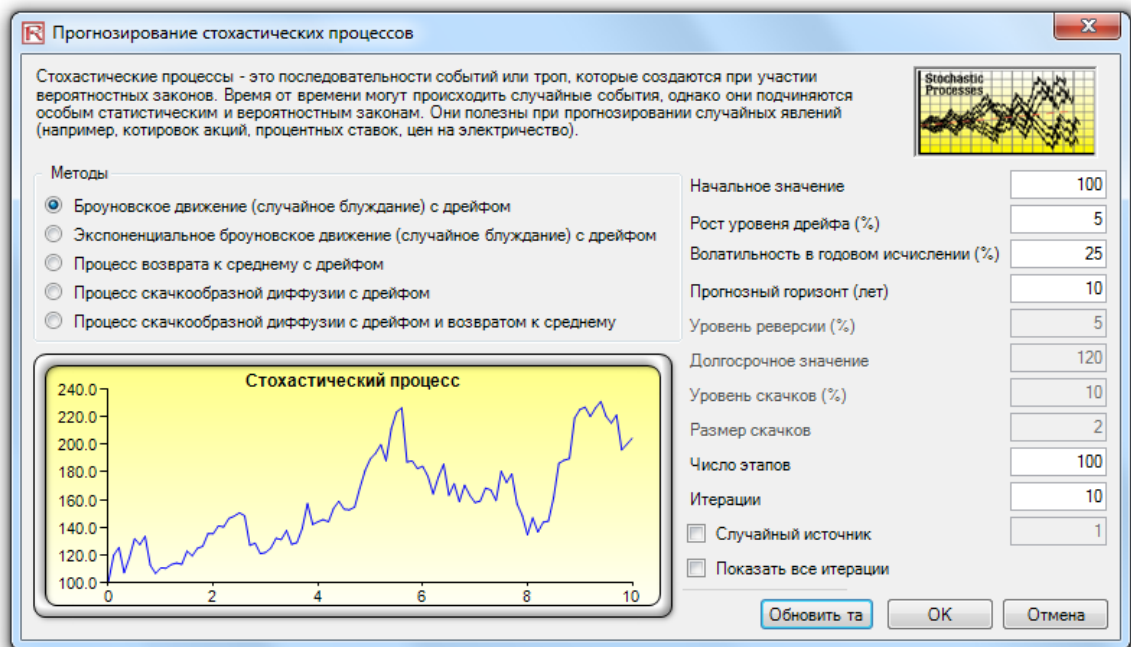 Прогнозирование стохастических процессов
Стохастические процессы - это последовательности событий или троп, которые создаются при участии
вероятностных законов. Время от времени могут происходить случайные события, однако они подчиняются
особым статистическим и вероятностным законам. Они полезны при прогнозировании случайных явлений
(например, котировок акций, процентных ставок, цен на электричество).
Stochastic
Processes
Методы
Броуновское движение (случайное блуждание) с дрейфом
Экспоненциальное броуновское движение (случайное блуждание) с дрейфом
Процесс возврата к среднему с дрейфом
Процесс скачкообразной диффузии с дрейфом
Процесс скачкообразной диффузии с дрейфом и возвратом к среднему
Начальное значение 100
Рост уровеня дрейфа (%) 5
Волатильность в годовом исчислении (%) 25
Прогнозный горизонт (лет) 10
Уровень реверсии (%) 5
Долгосрочное значение 120
Уровень скачков (%) 10
Размер скачков 2
Число этапов 100
Итерации 10
Случайный источник 1
Показать все итерации
Стохастический процесс
240.0
220.0
200.0
180.0
160.0
140.0
120.0
100.0
0 2 4 6 8 10
Обновить та OK Отмена